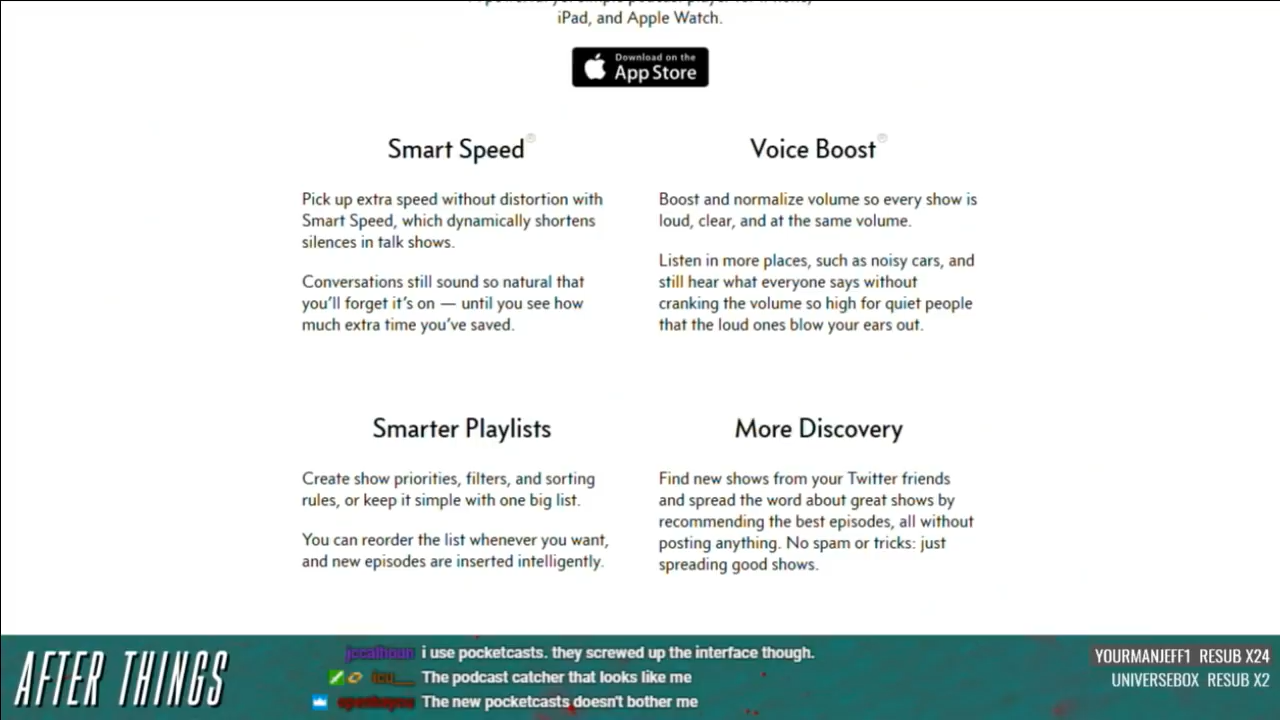 iPad, and Apple Watch.
Download on the
App Store
Smart Speed®
Pick up extra speed without distortion with
Smart Speed, which dynamically shortens
silences in talk shows.
Conversations still sound so natural that
you'll forget it's on — until you see how
much extra time you've saved.
Voice Boost®
Boost and normalize volume so every show is
loud, clear, and at the same volume.
Listen in more places, such as noisy cars, and
still hear what everyone says without
cranking the volume so high for quiet people
that the loud ones blow your ears out.
Smarter Playlists
Create show priorities, filters, and sorting
rules, or keep it simple with one big list.
You can reorder the list whenever you want,
and new episodes are inserted intelligently.
More Discovery
Find new shows from your Twitter friends
and spread the word about great shows by
recommending the best episodes, all without
posting anything. No spam or tricks: just
spreading good shows.
AFTER THINGS
jccalhoun i use pocketcasts. they screwed up the interface though.
The podcast catcher that looks like me
The new pocketcasts doesn't bother me
YOURMANJEFF1 RESUB X24
UNIVERSEBOX RESUB X2